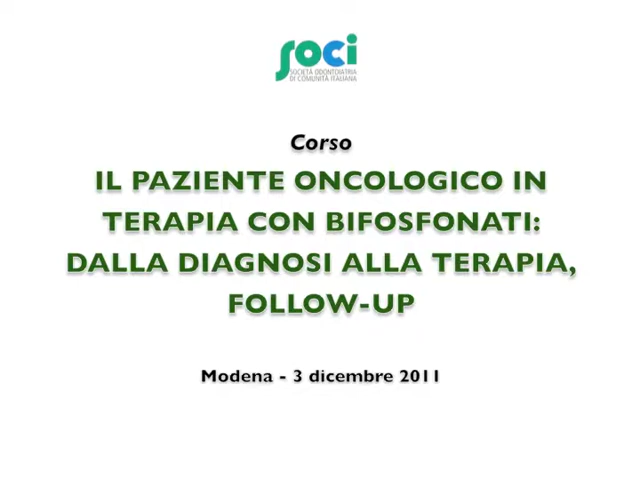 soci
SOCIETÀ ODONTOIATRIA
DI COMUNITÀ ITALIANA
Corso
IL PAZIENTE ONCOLOGICO IN
TERAPIA CON BIFOSFONATI:
DALLA DIAGNOSI ALLA TERAPIA,
FOLLOW-UP
Modena - 3 dicembre 2011